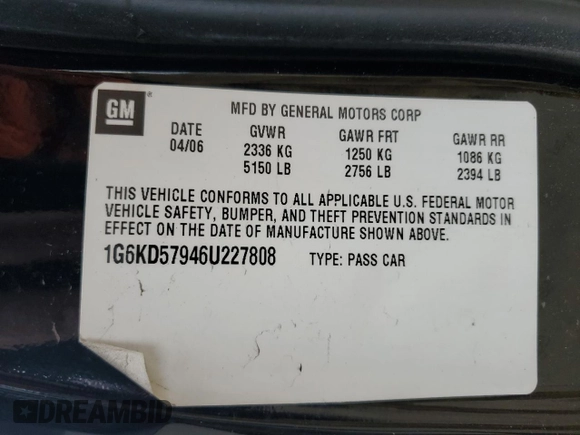 GM ®
MFD BY GENERAL MOTORS CORP
DATE GVWR GAWR FRT GAWR RR
04/06 2336 KG 1250 KG 1086 KG
5150 LB 2756 LB 2394 LB
THIS VEHICLE CONFORMS TO ALL APPLICABLE U.S. FEDERAL MOTOR
VEHICLE SAFETY, BUMPER, AND THEFT PREVENTION STANDARDS IN
EFFECT ON THE DATE OF MANUFACTURE SHOWN ABOVE.
1G6KD57946U227808 TYPE: PASS CAR
DREAMBID